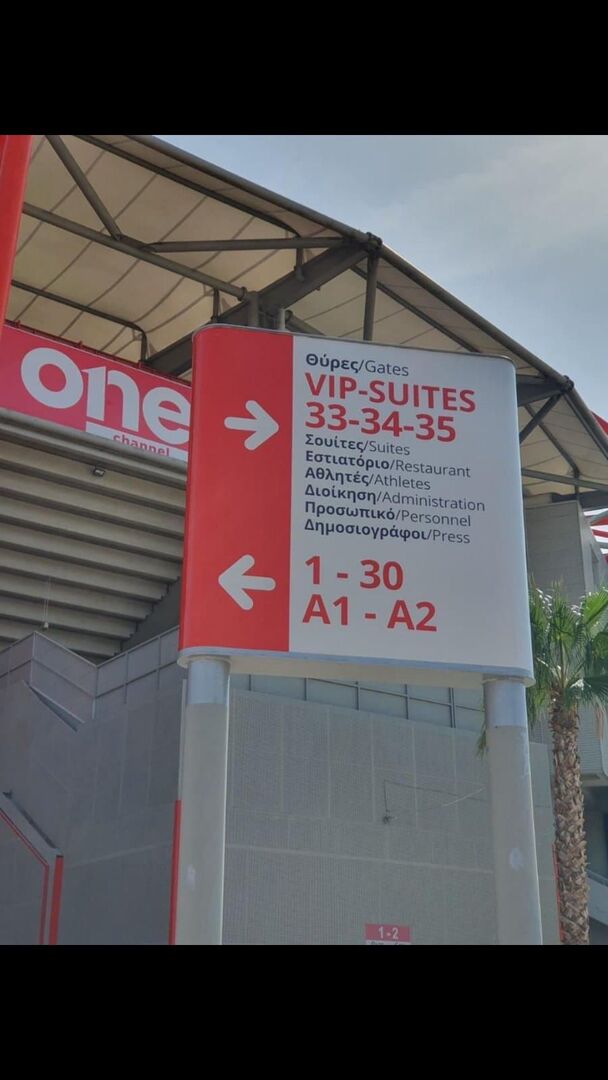 one
channel
Θύρες/Gates
VIP-SUITES
33-34-35
Σουίτες/Suites
Εστιατόριο/Restaurant
Αθλητές/Athletes
Διοίκηση/Administration
Προσωπικό/Personnel
Δημοσιογράφοι/Press
1 - 30
A1 - A2
1-2